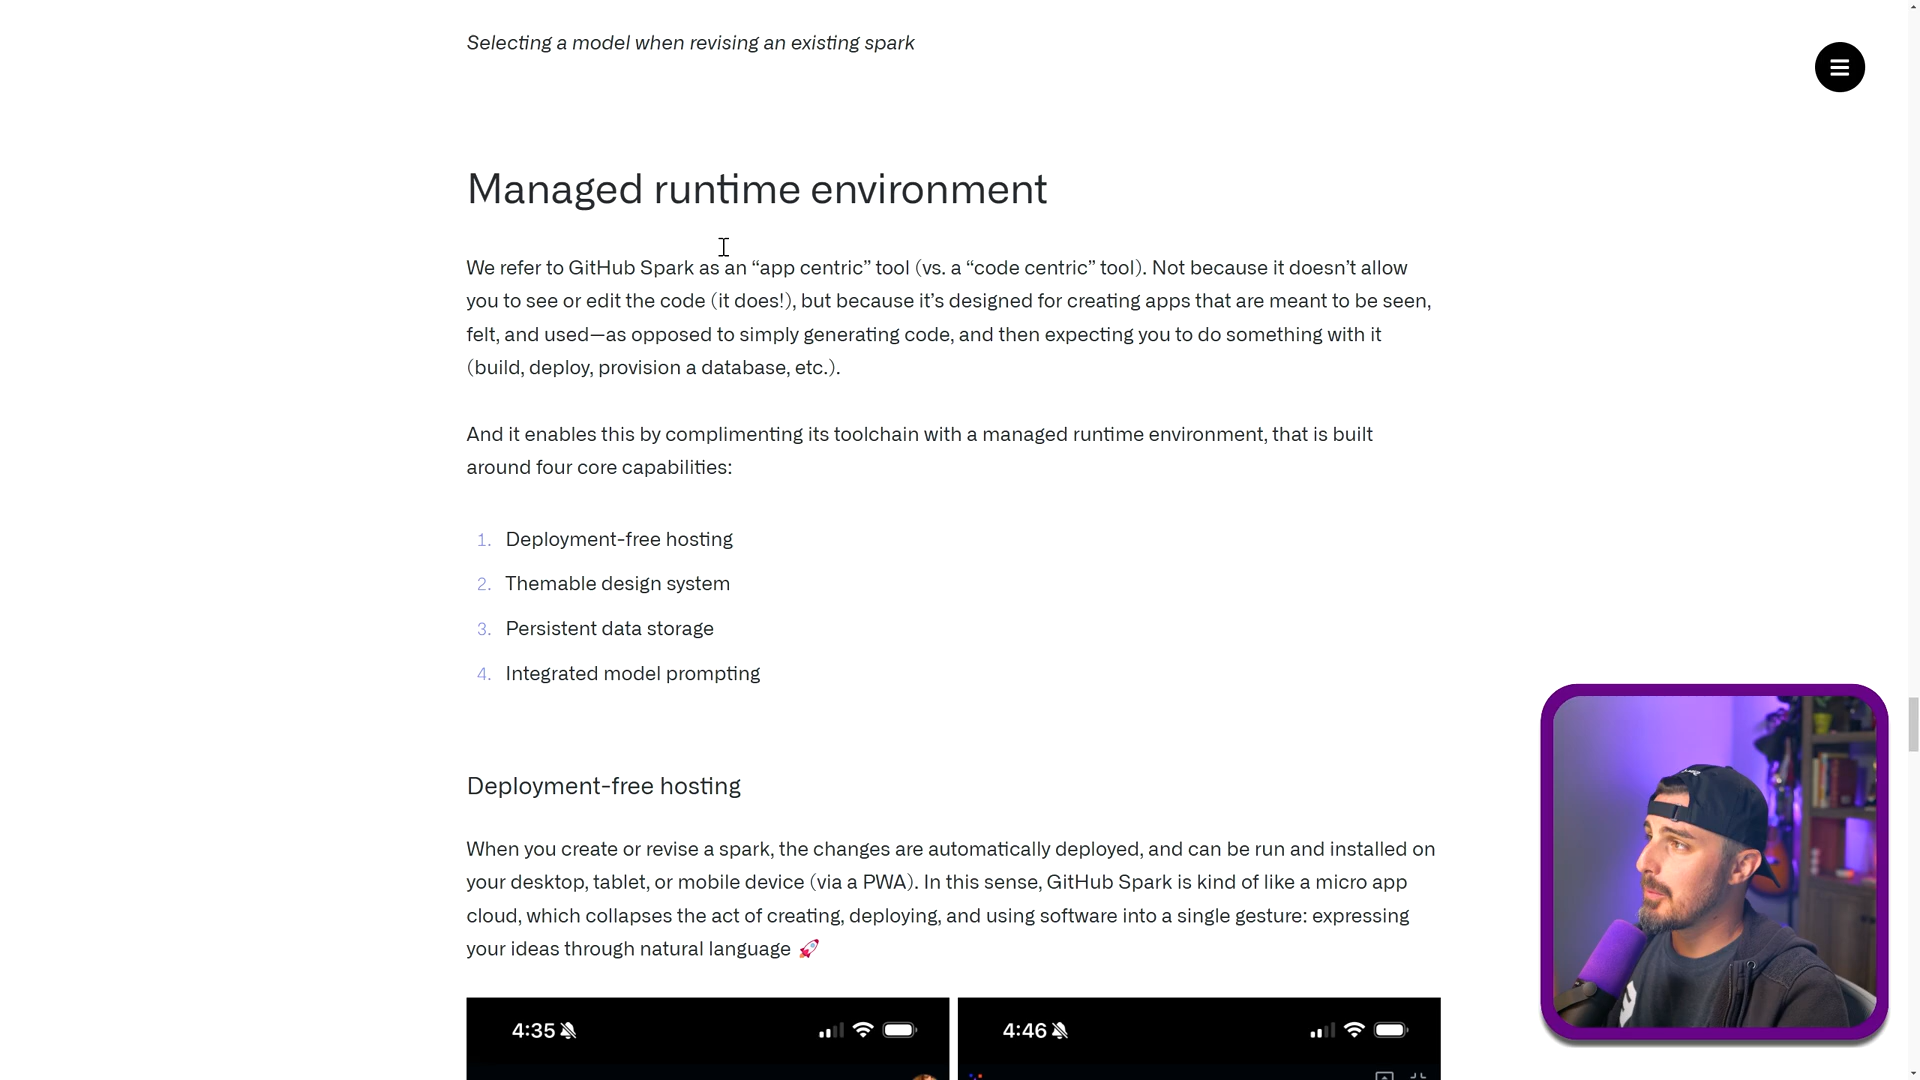 Selecting a model when revising an existing spark
Managed runtime environment
We refer to GitHub Spark as an “app centric” tool (vs. a “code centric” tool). Not because it doesn’t allow
you to see or edit the code (it does!), but because it’s designed for creating apps that are meant to be seen,
felt, and used—as opposed to simply generating code, and then expecting you to do something with it
(build, deploy, provision a database, etc.).
And it enables this by complimenting its toolchain with a managed runtime environment, that is built
around four core capabilities:
1. Deployment-free hosting
2. Themable design system
3. Persistent data storage
4. Integrated model prompting
Deployment-free hosting
When you create or revise a spark, the changes are automatically deployed, and can be run and installed on
your desktop, tablet, or mobile device (via a PWA). In this sense, GitHub Spark is kind of like a micro app
cloud, which collapses the act of creating, deploying, and using software into a single gesture: expressing
your ideas through natural language 🚀
4:35
4:46